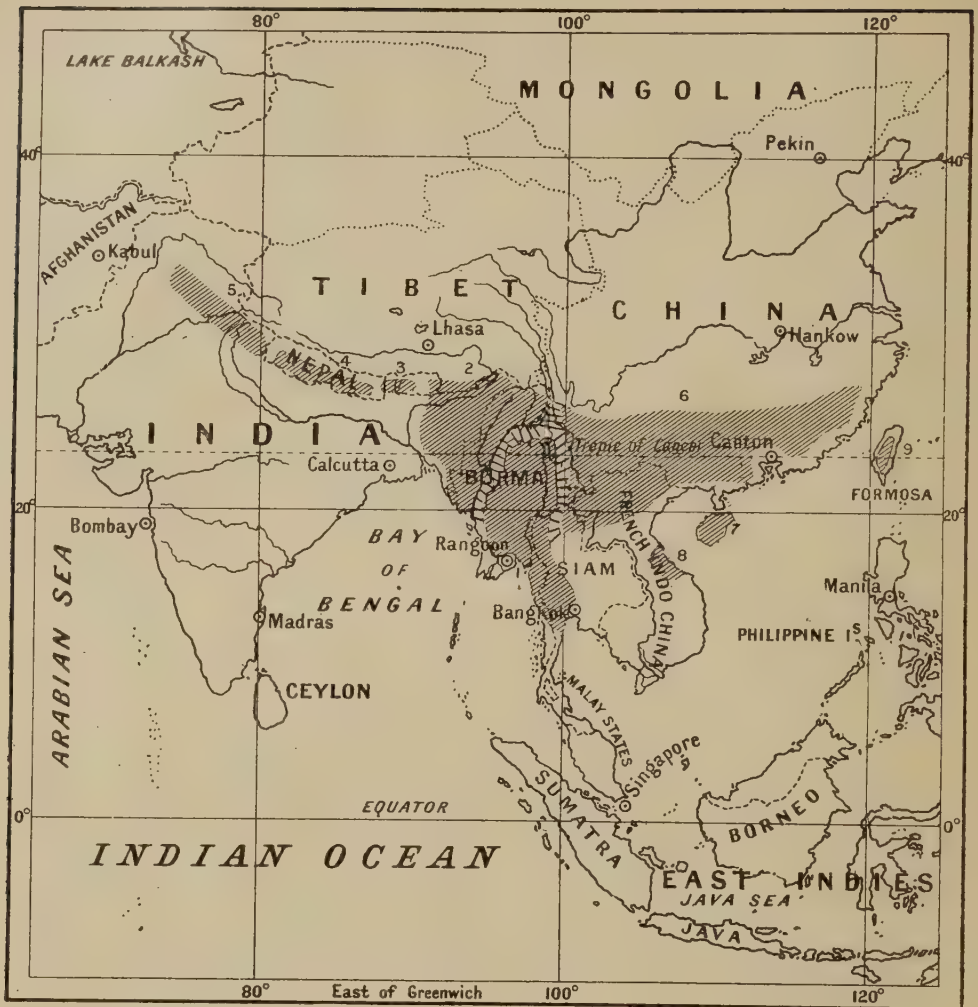 80° 100° 120°
LAKE BALKASH
MONGOLIA
Pekin
40° 40°
AFGHANISTAN
Kabul
5
TIBET
CHINA
Lhasa
Hankow
NEPAL
4 3 2
6
INDIA
Tropic of Cancer
Canton
9
Calcutta
BURMA
FORMOSA
20° 20°
Bombay
BAY
OF
BENGAL
Rangoon
1
FRENCH INDO CHINA
7
8
SIAM
Manila
Bangkok
Madras
PHILIPPINE Iˢ
ARABIAN SEA
CEYLON
MALAY STATES
Singapore
SUMATRA
EQUATOR
0° 0°
BORNEO
INDIAN OCEAN
EAST INDIES
JAVA SEA
JAVA
80° East of Greenwich 100° 120°